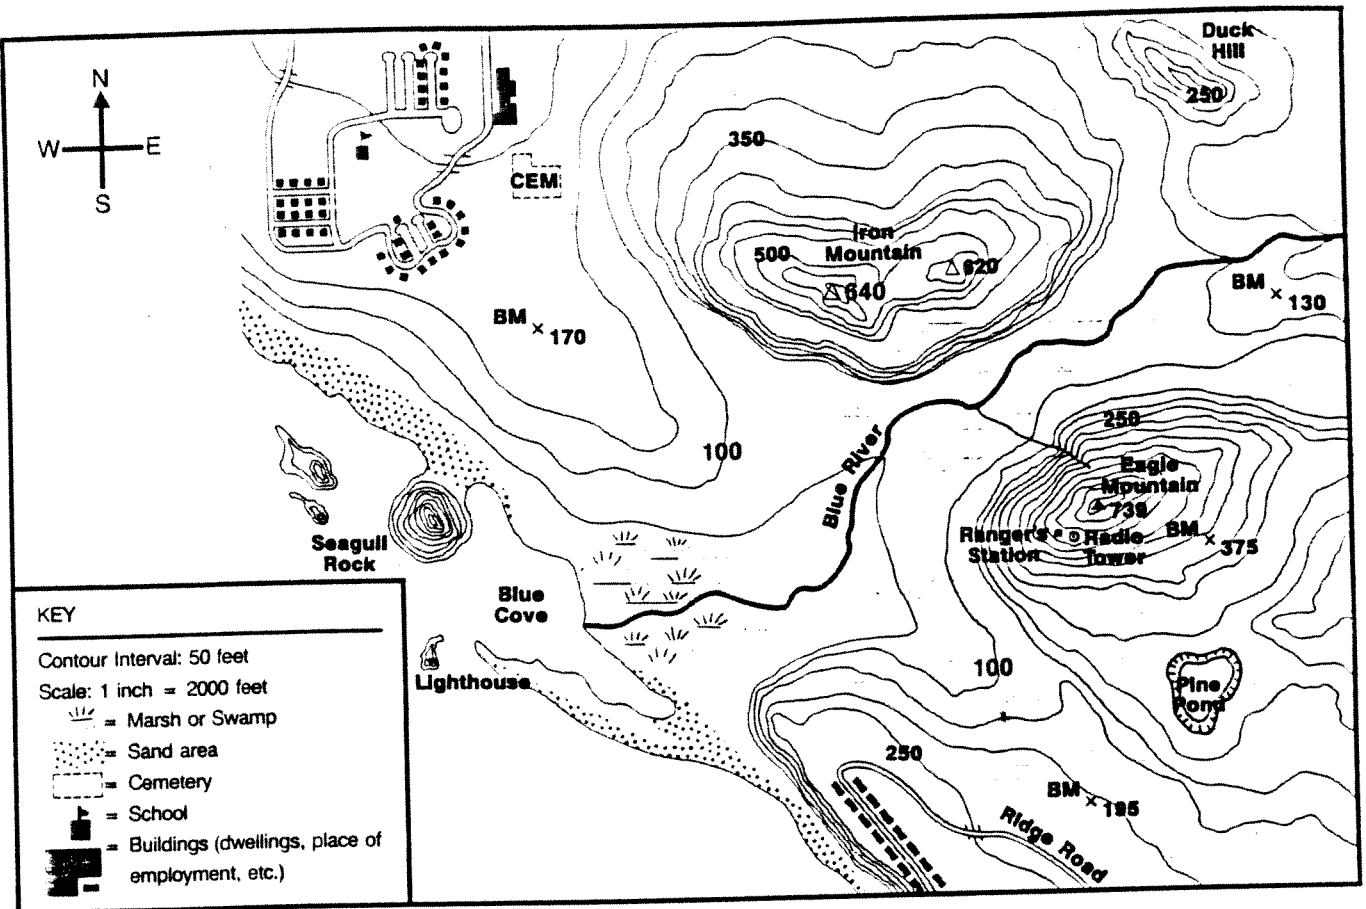 Duck
Hill
250
N
W E
S
350
CEM
Iron
Mountain
500
620
640
BM
130
BM
170
250
100
Blue River
Eagle
Mountain
739
Ranger's
Station
Radio
Tower
BM
375
Seagull
Rock
Blue
Cove
Lighthouse
100
Pine
Pond
250
BM
195
Ridge Road
KEY
Contour Interval: 50 feet
Scale: 1 inch = 2000 feet
= Marsh or Swamp
= Sand area
= Cemetery
= School
= Buildings (dwellings, place of
employment, etc.)